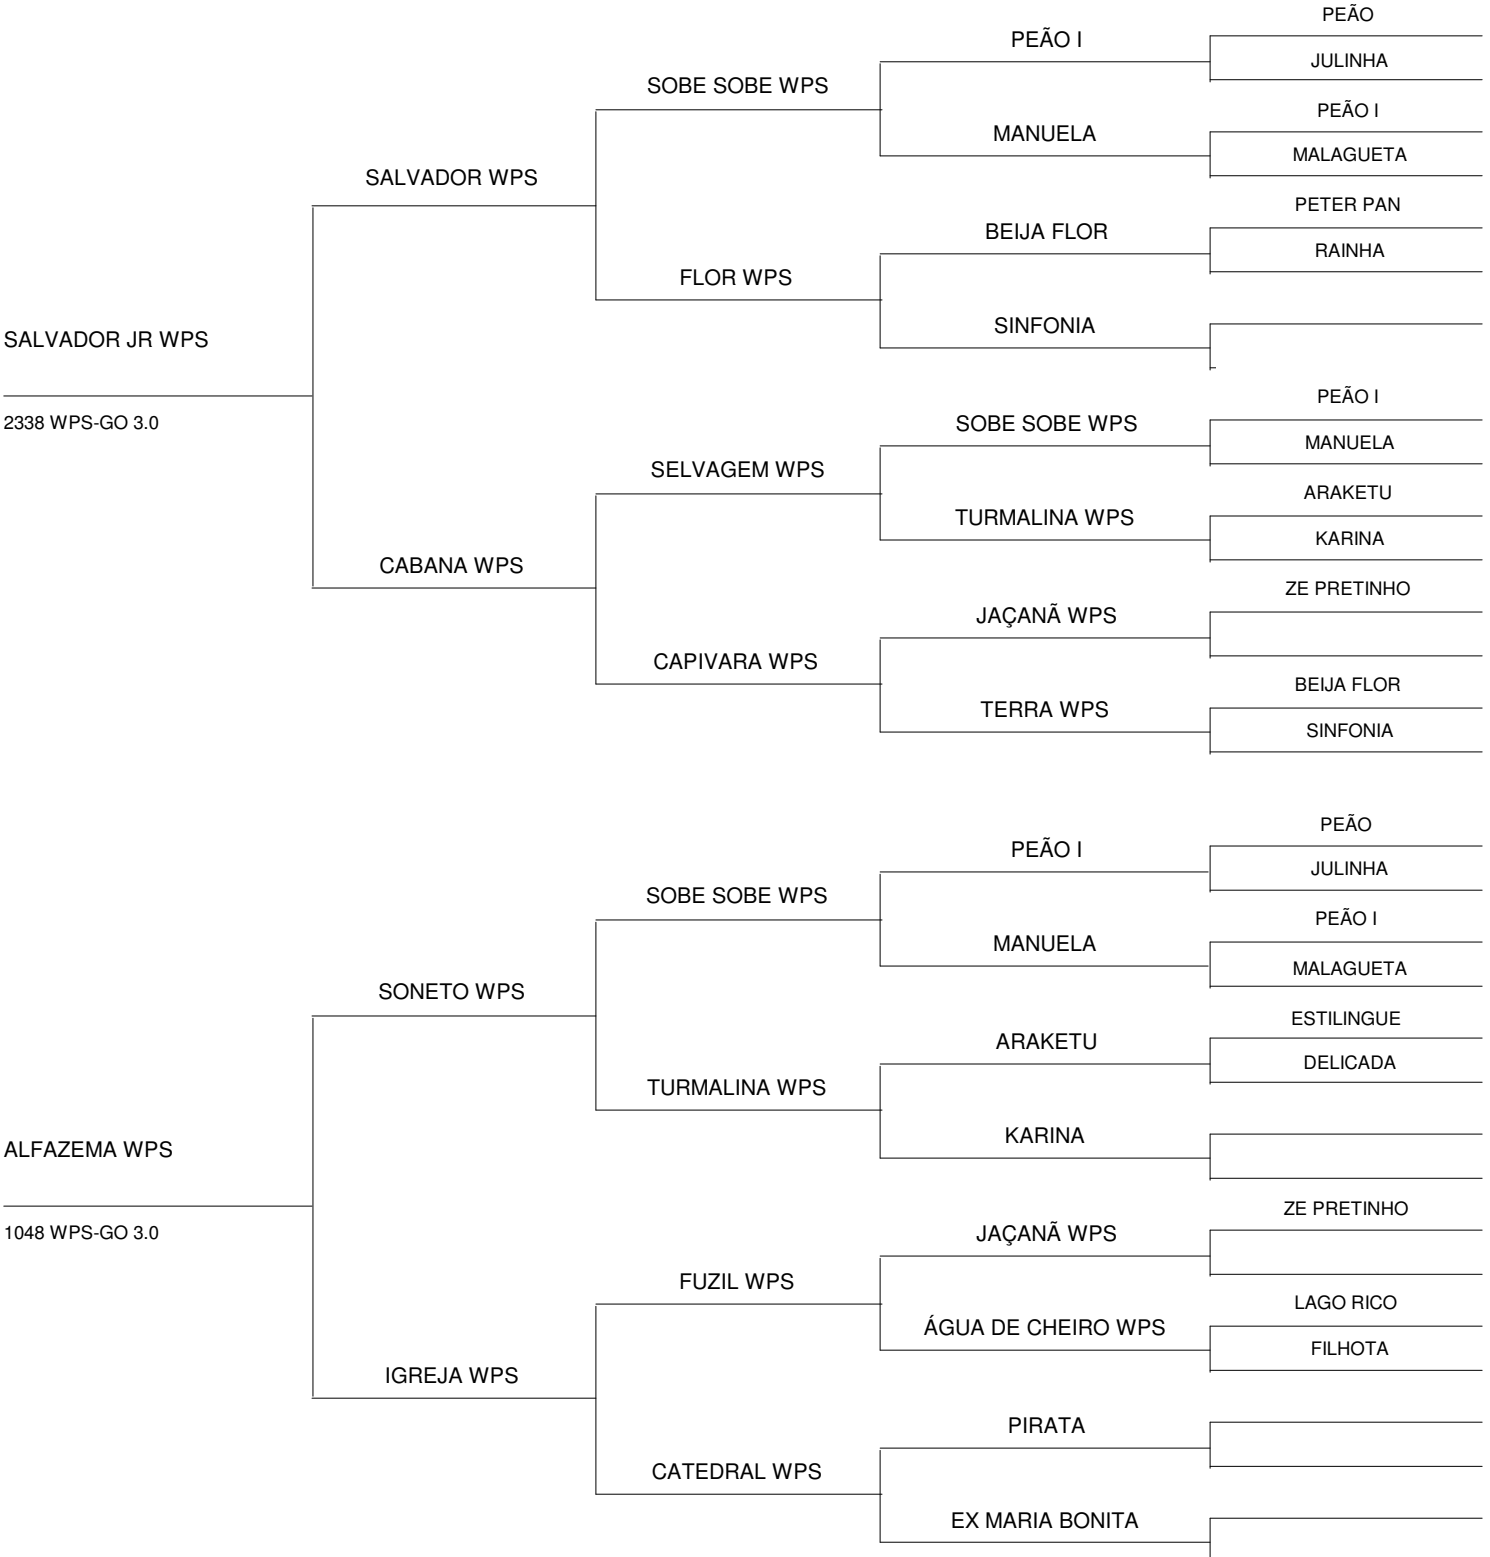 PEÃO
PEÃO I
JULINHA
SOBE SOBE WPS
PEÃO I
MANUELA
MALAGUETA
SALVADOR WPS
PETER PAN
BEIJA FLOR
RAINHA
FLOR WPS
SINFONIA
SALVADOR JR WPS
PEÃO I
2338 WPS-GO 3.0
SOBE SOBE WPS
MANUELA
SELVAGEM WPS
ARAKETU
TURMALINA WPS
KARINA
CABANA WPS
ZE PRETINHO
JAÇANÃ WPS
CAPIVARA WPS
BEIJA FLOR
TERRA WPS
SINFONIA
PEÃO
PEÃO I
JULINHA
SOBE SOBE WPS
PEÃO I
MANUELA
MALAGUETA
SONETO WPS
ESTILINGUE
ARAKETU
DELICADA
TURMALINA WPS
KARINA
ALFAZEMA WPS
ZE PRETINHO
1048 WPS-GO 3.0
JAÇANÃ WPS
FUZIL WPS
LAGO RICO
ÁGUA DE CHEIRO WPS
FILHOTA
IGREJA WPS
PIRATA
CATEDRAL WPS
EX MARIA BONITA